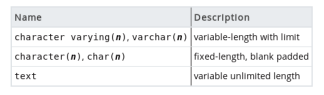 Name Description
character varying(n), varchar(n) variable-length with limit
character(n), char(n) fixed-length, blank padded
text variable unlimited length